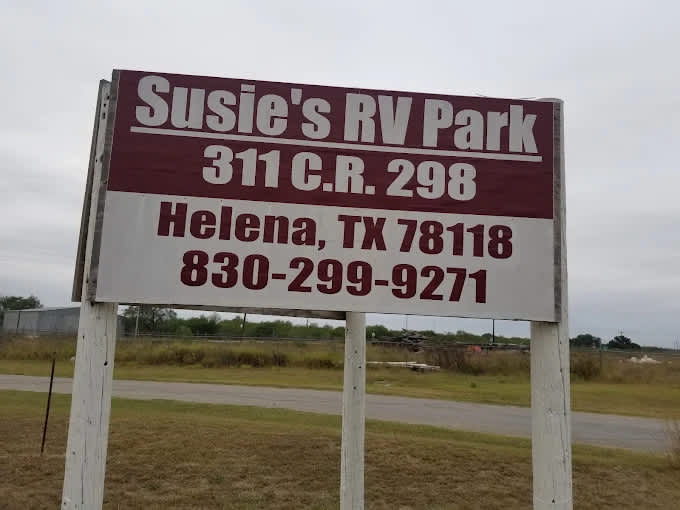 Susie's RV Park
311 C.R. 298
Helena, TX 78118
830-299-9271